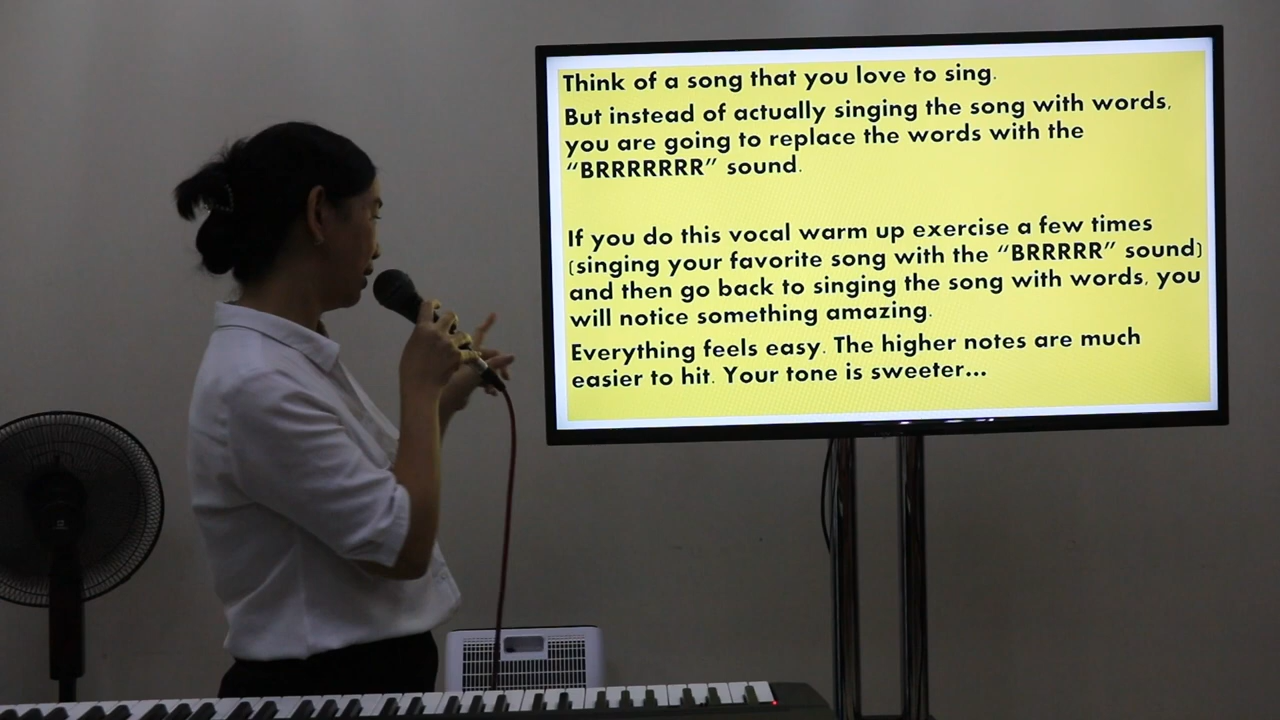 Think of a song that you love to sing.
But instead of actually singing the song with words,
you are going to replace the words with the
“BRRRRRRR” sound.
If you do this vocal warm up exercise a few times
(singing your favorite song with the “BRRRRR” sound)
and then go back to singing the song with words, you
will notice something amazing.
Everything feels easy. The higher notes are much
easier to hit. Your tone is sweeter...